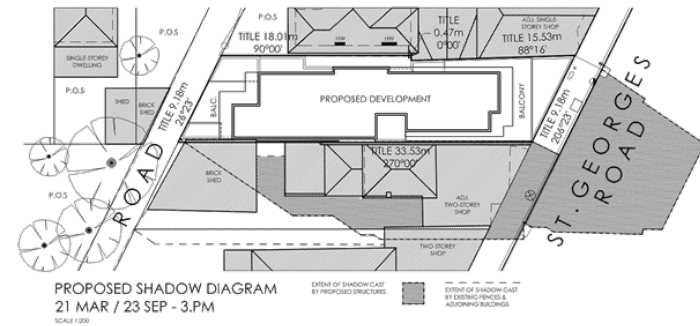 P.O.S
P.O.S
TITLE 18.01m
90°00'
HW
HW
TITLE
0.47m
0°00'
ADJ. SINGLE-
STOREY SHOP
TITLE 15.53m
88°16'
SINGLE-STOREY
DWELLING
P.O.S
SHED
BRICK
SHED
TITLE 9.18m
26°23'
BALC.
PROPOSED DEVELOPMENT
BALCONY
TITLE 9.18m
206°23'
ST. GEORGES
ROAD
ROAD
TITLE 33.53m
270°00'
BRICK
SHED
P.O.S
ADJ.
TWO-STOREY
SHOP
TWO-STOREY
SHOP
PROPOSED SHADOW DIAGRAM
21 MAR / 23 SEP - 3.PM
SCALE 1:200
EXTENT OF SHADOW CAST
BY PROPOSED STRUCTURES
EXTENT OF SHADOW CAST
BY EXISTING FENCES &
ADJOINING BUILDINGS